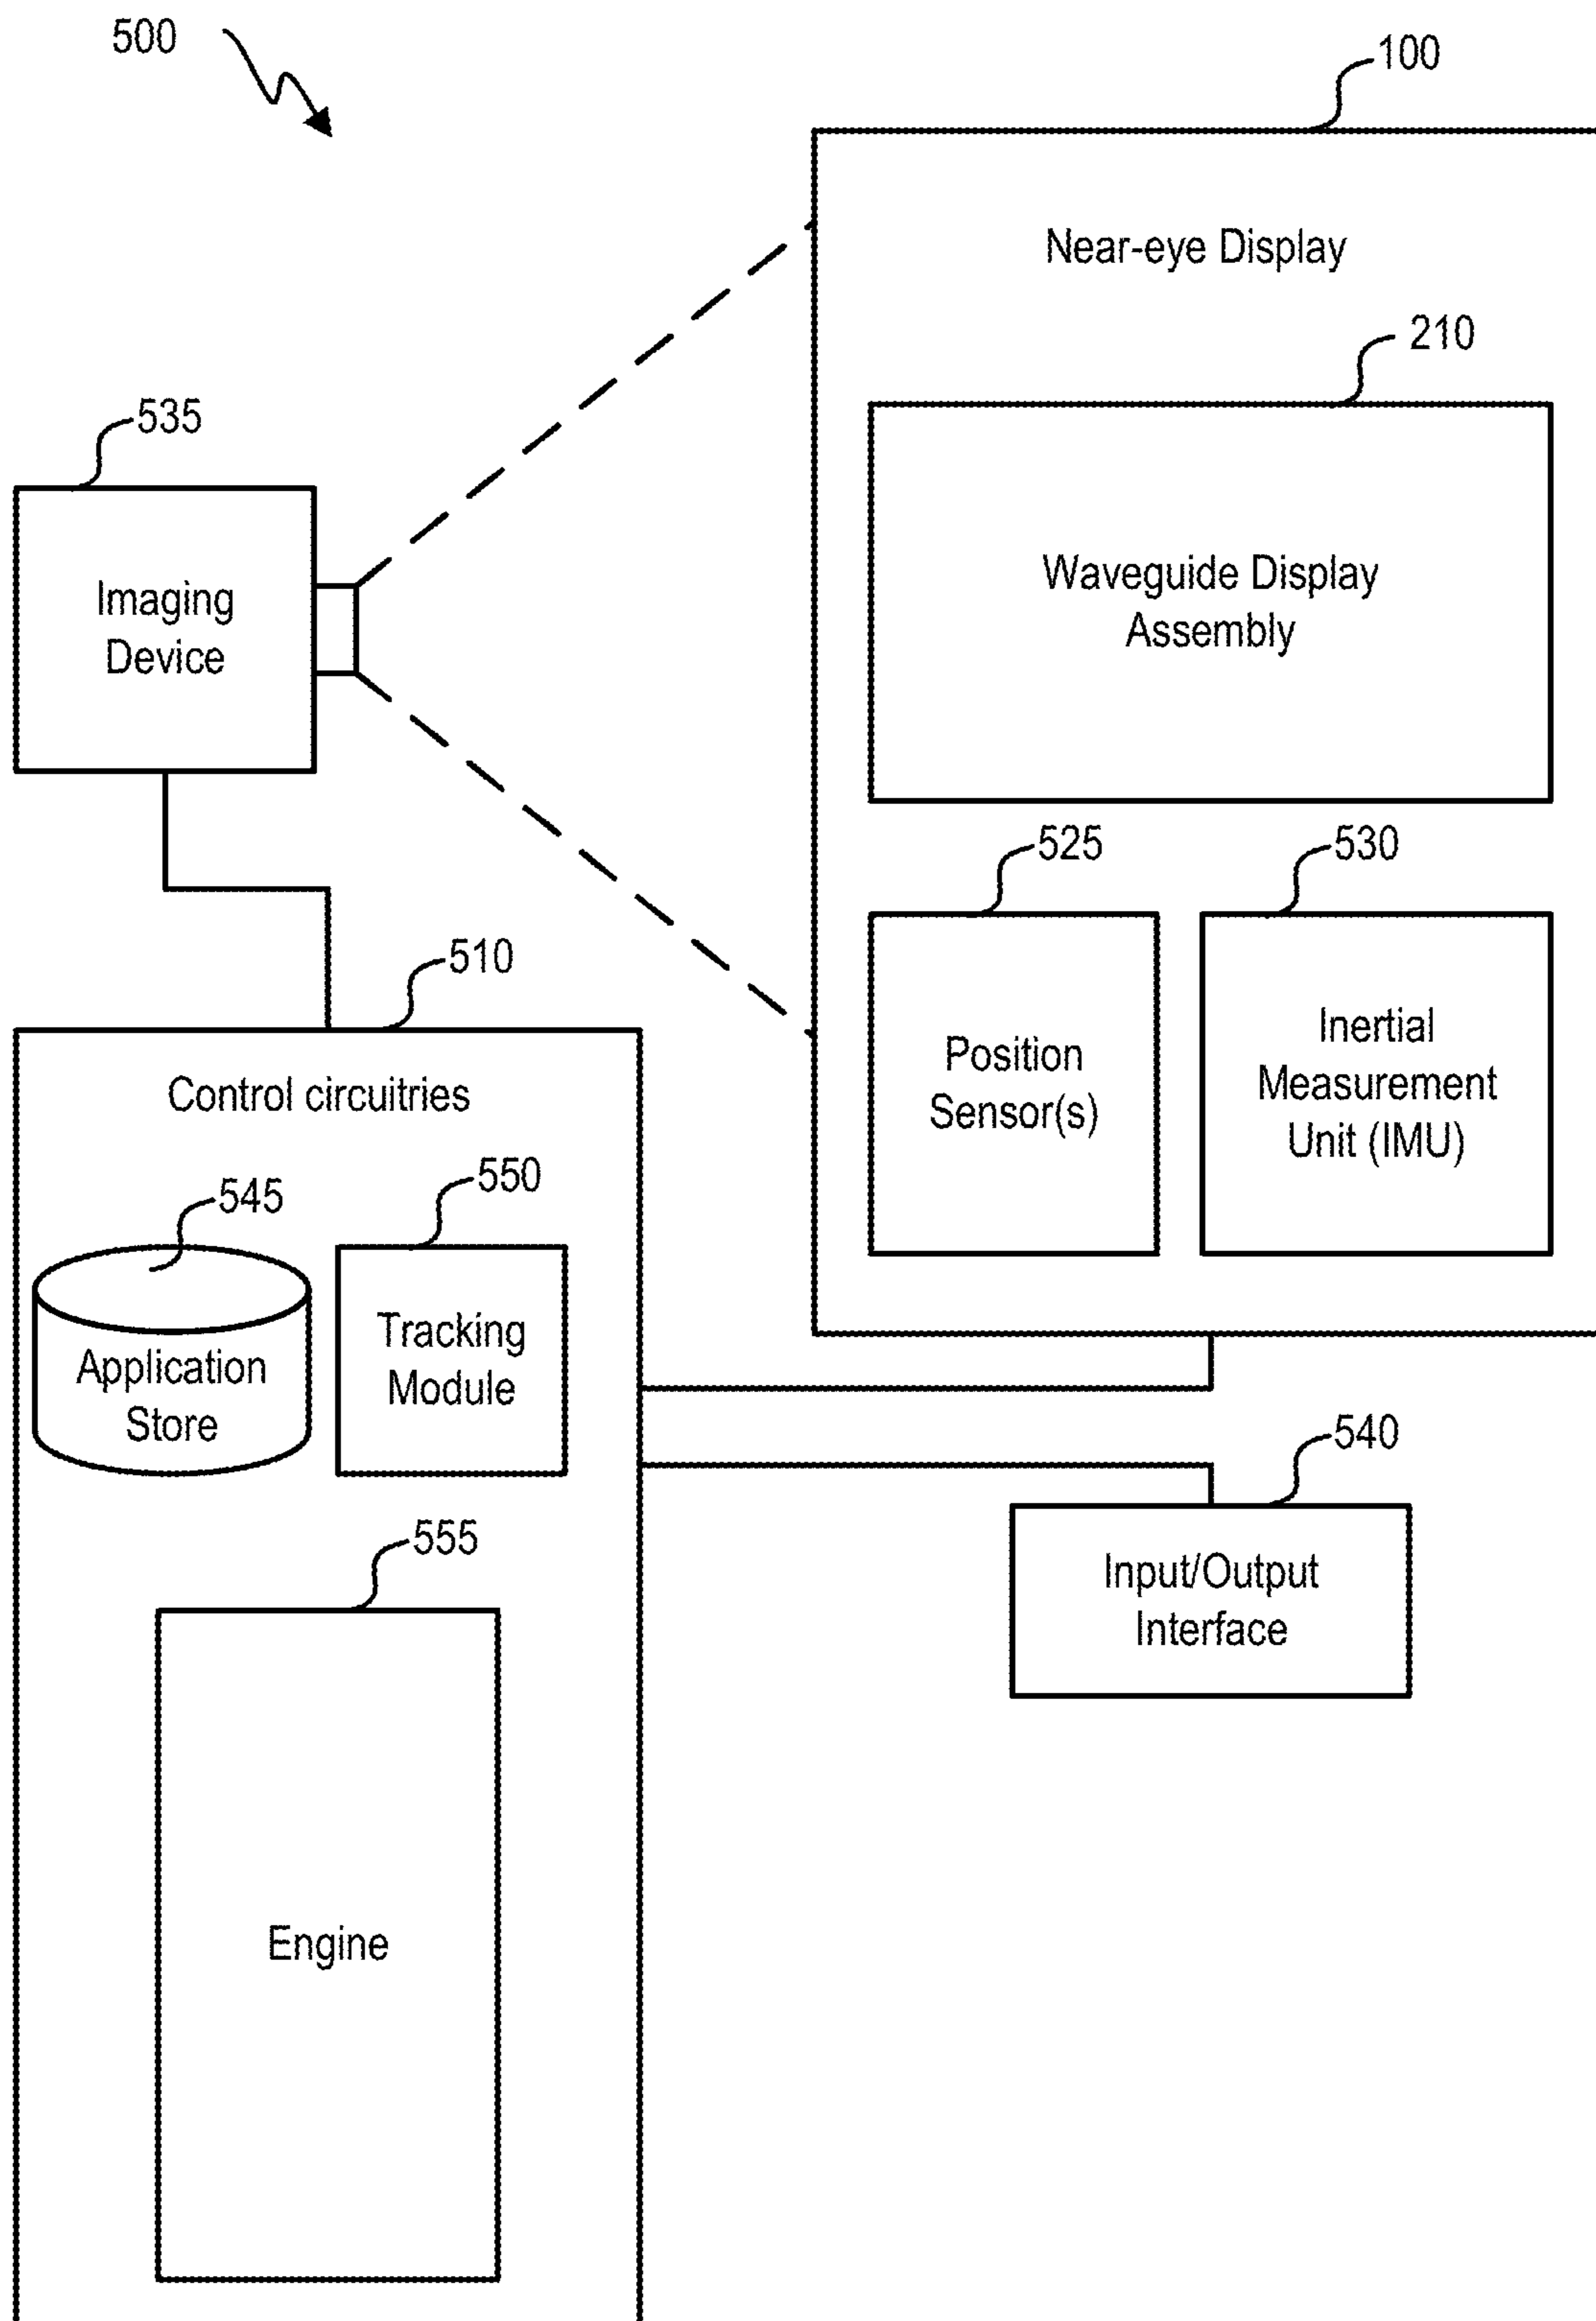 500
100
Near-eye Display
210
535
Waveguide Display
Assembly
Imaging
Device
525
530
510
Position
Sensor(s)
Inertial
Measurement
Unit (IMU)
Control circuitries
545
550
Application
Store
Tracking
Module
540
555
Input/Output
Interface
Engine